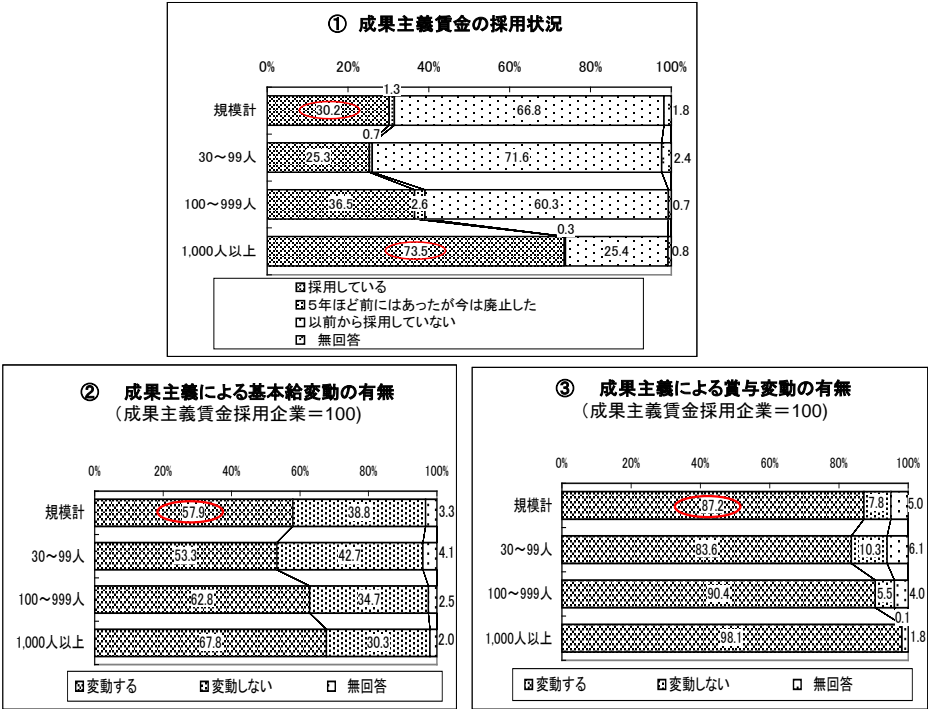 ① 成果主義賃金の採用状況
0% 20% 40% 60% 80% 100%
1.3
規模計 30.2 66.8 1.8
0.7
30～99人 25.3 71.6 2.4
100～999人 36.5 2.6 60.3 0.7
0.3
1,000人以上 73.5 25.4 0.8
採用している
５年ほど前にはあったが今は廃止した
以前から採用していない
無回答
② 成果主義による基本給変動の有無
（成果主義賃金採用企業＝100)
0% 20% 40% 60% 80% 100%
規模計 57.9 38.8 3.3
30～99人 53.3 42.7 4.1
100～999人 62.8 34.7 2.5
1,000人以上 67.8 30.3 2.0
変動する 変動しない 無回答
③ 成果主義による賞与変動の有無
（成果主義賃金採用企業＝100)
0% 20% 40% 60% 80% 100%
規模計 87.2 7.8 5.0
30～99人 83.6 10.3 6.1
100～999人 90.4 5.5 4.0
0.1
1,000人以上 98.1 1.8
変動する 変動しない 無回答